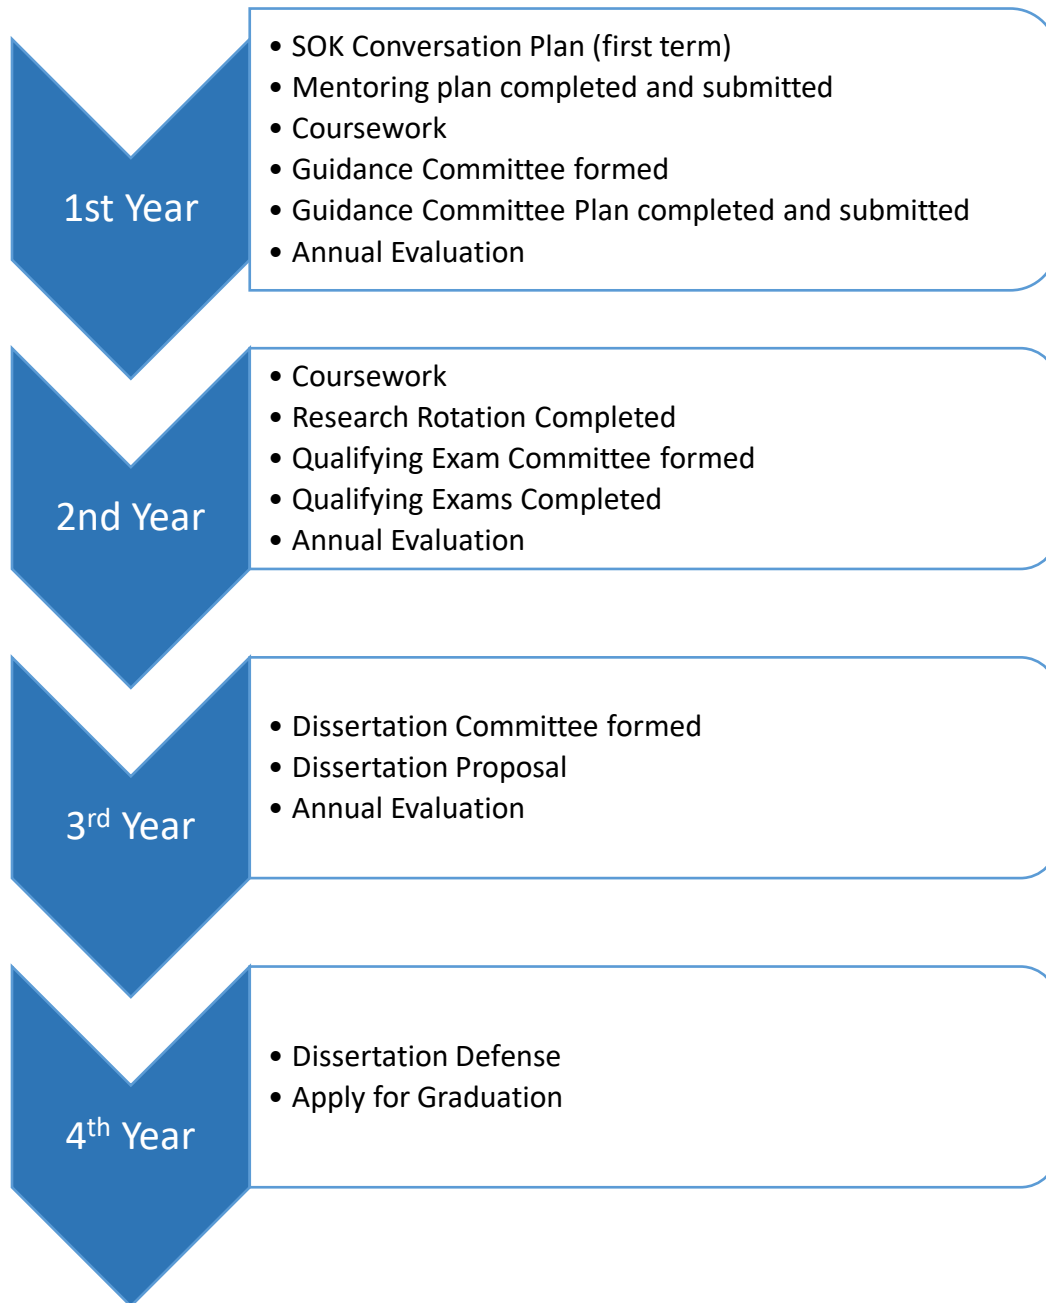 1st Year
• SOK Conversation Plan (first term)
• Mentoring plan completed and submitted
• Coursework
• Guidance Committee formed
• Guidance Committee Plan completed and submitted
• Annual Evaluation
2nd Year
• Coursework
• Research Rotation Completed
• Qualifying Exam Committee formed
• Qualifying Exams Completed
• Annual Evaluation
3rd Year
• Dissertation Committee formed
• Dissertation Proposal
• Annual Evaluation
4th Year
• Dissertation Defense
• Apply for Graduation